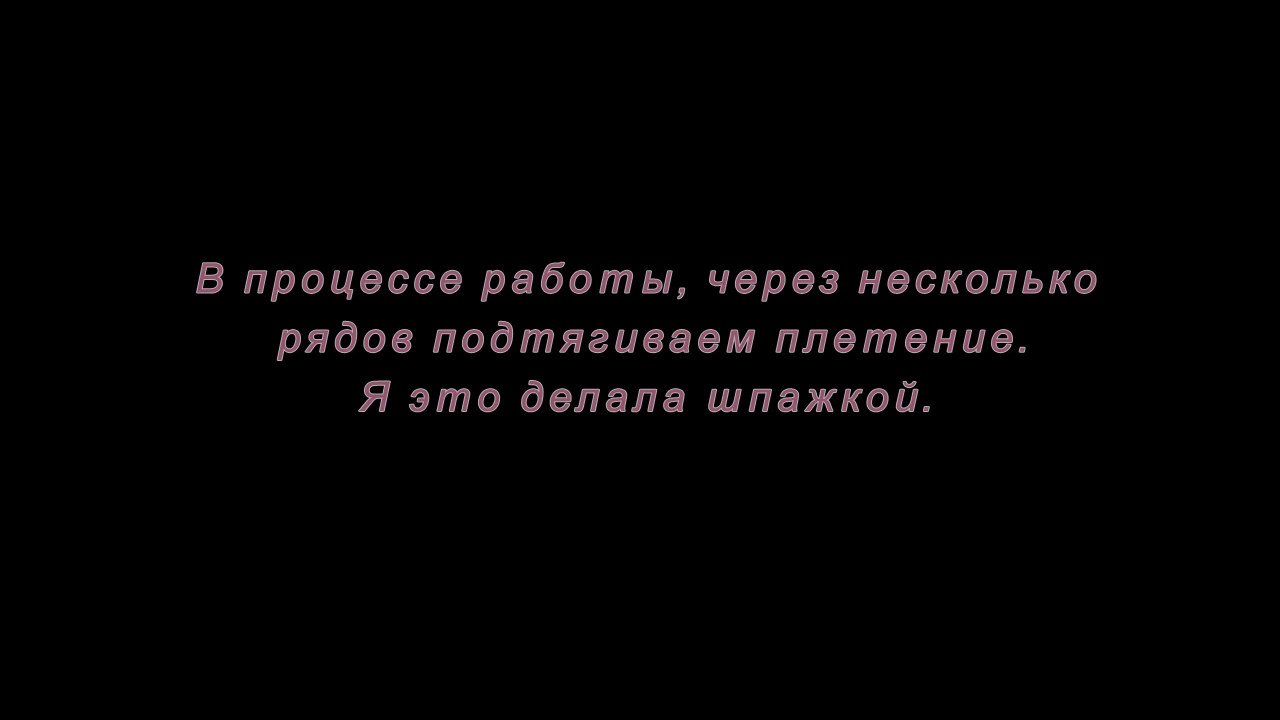 В процессе работы, через несколько
рядов подтягиваем плетение.
Я это делала шпажкой.